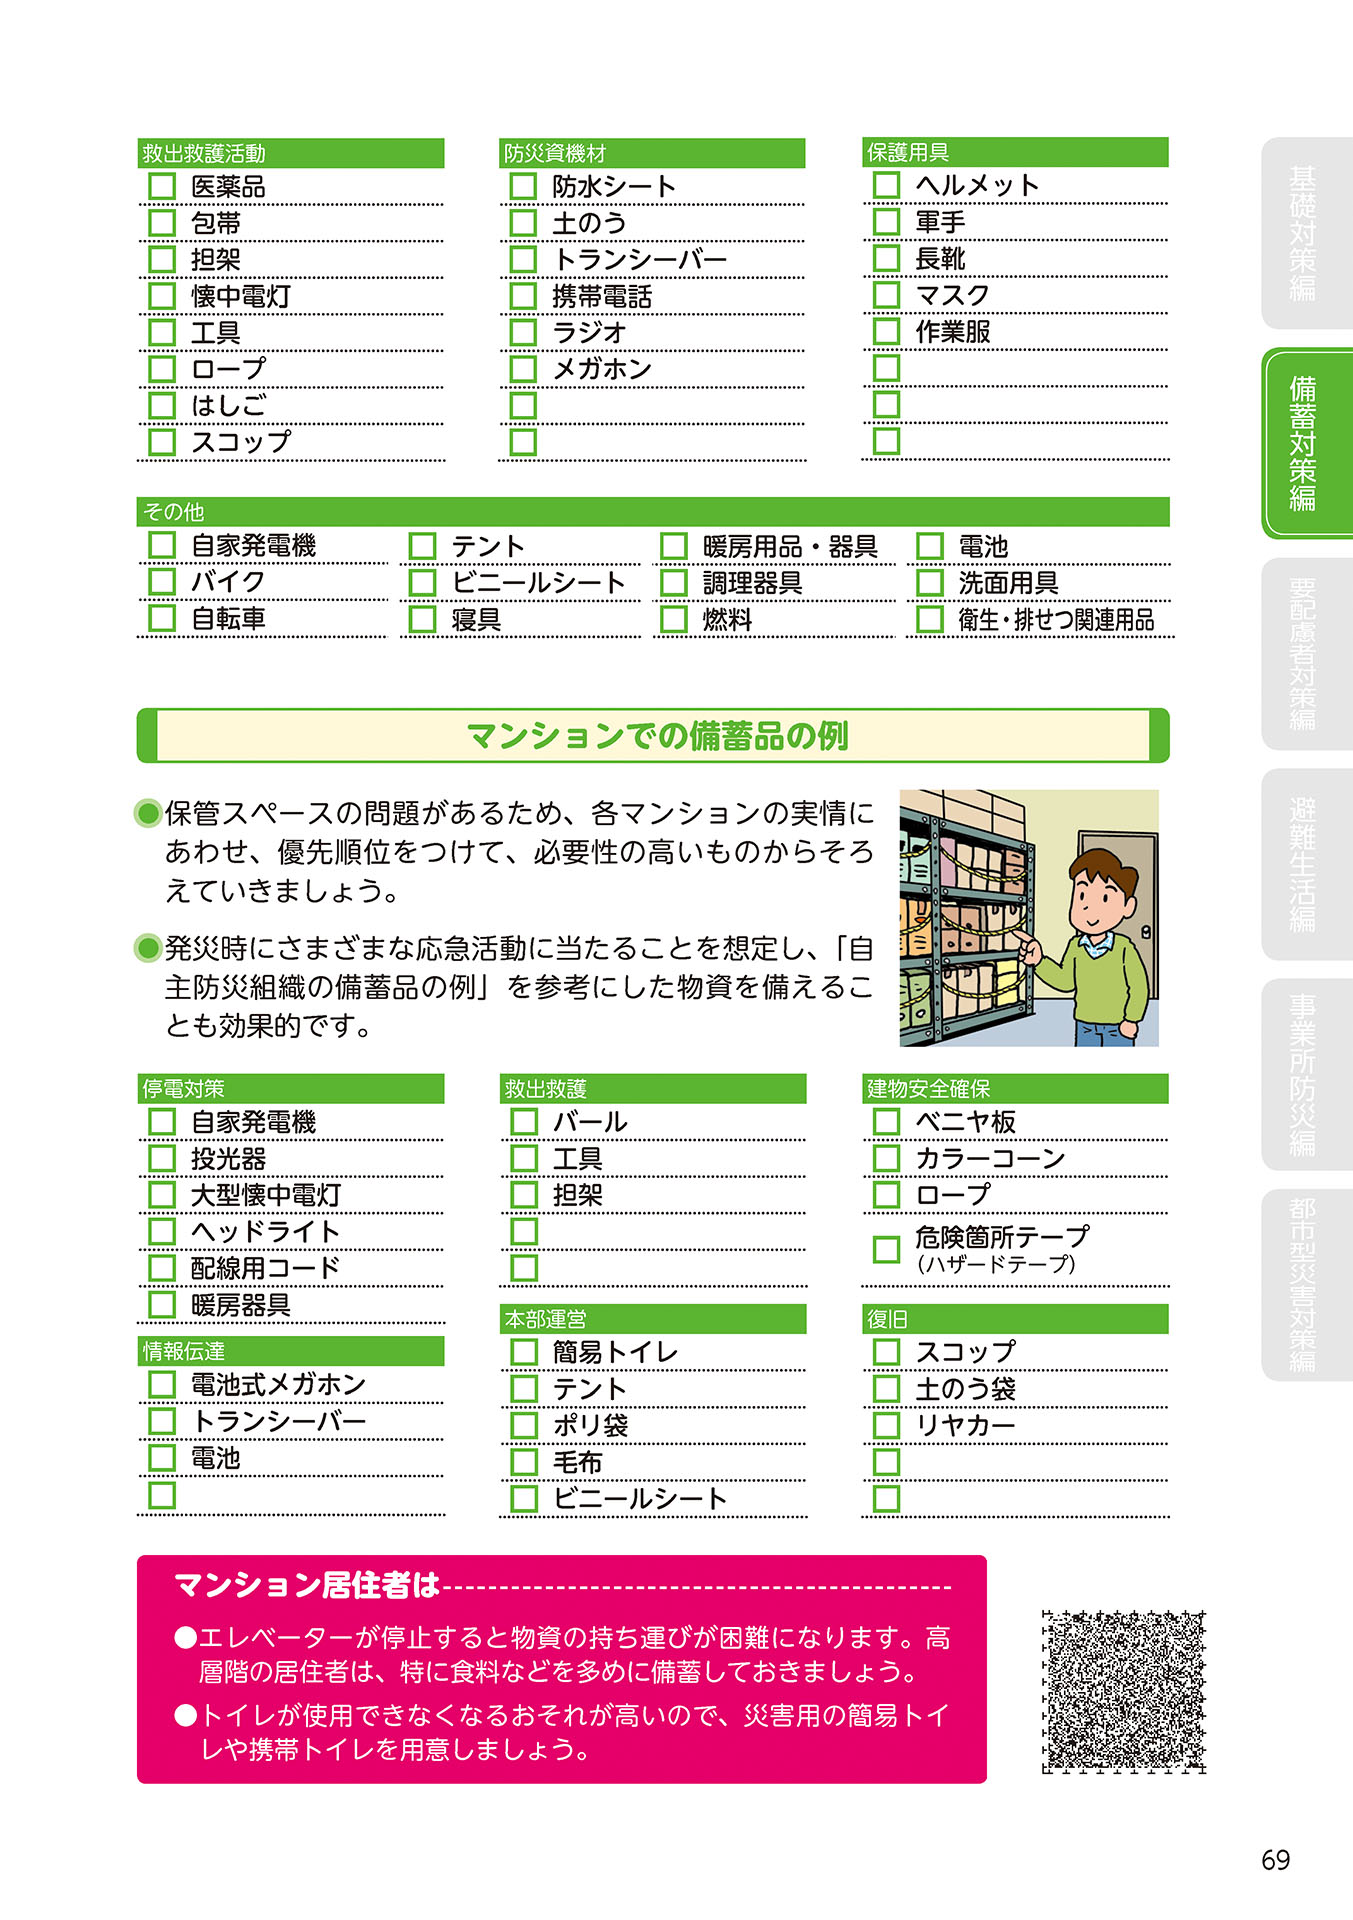 救出救護活動
医薬品
包帯
担架
懐中電灯
工具
ロープ
はしご
スコップ
防災資機材
防水シート
土のう
トランシーバー
携帯電話
ラジオ
メガホン
保護用具
ヘルメット
軍手
長靴
マスク
作業服
その他
自家発電機
バイク
自転車
テント
ビニールシート
寝具
暖房用品・器具
調理器具
燃料
電池
洗面用具
衛生・排せつ関連用品
マンションでの備蓄品の例
●保管スペースの問題があるため、各マンションの実情に
あわせ、優先順位をつけて、必要性の高いものからそろ
えていきましょう。
●発災時にさまざまな応急活動に当たることを想定し、「自
主防災組織の備蓄品の例」を参考にした物資を備えるこ
とも効果的です。
停電対策
自家発電機
投光器
大型懐中電灯
ヘッドライト
配線用コード
暖房器具
情報伝達
電池式メガホン
トランシーバー
電池
救出救護
バール
工具
担架
本部運営
簡易トイレ
テント
ポリ袋
毛布
ビニールシート
建物安全確保
ベニヤ板
カラーコーン
ロープ
危険箇所テープ
（ハザードテープ）
復旧
スコップ
土のう袋
リヤカー
マンション居住者は
●エレベーターが停止すると物資の持ち運びが困難になります。高
層階の居住者は、特に食料などを多めに備蓄しておきましょう。
●トイレが使用できなくなるおそれが高いので、災害用の簡易トイ
レや携帯トイレを用意しましょう。
基礎対策編
備蓄対策編
要配慮者対策編
避難生活編
事業所防災編
都市型災害対策編
69